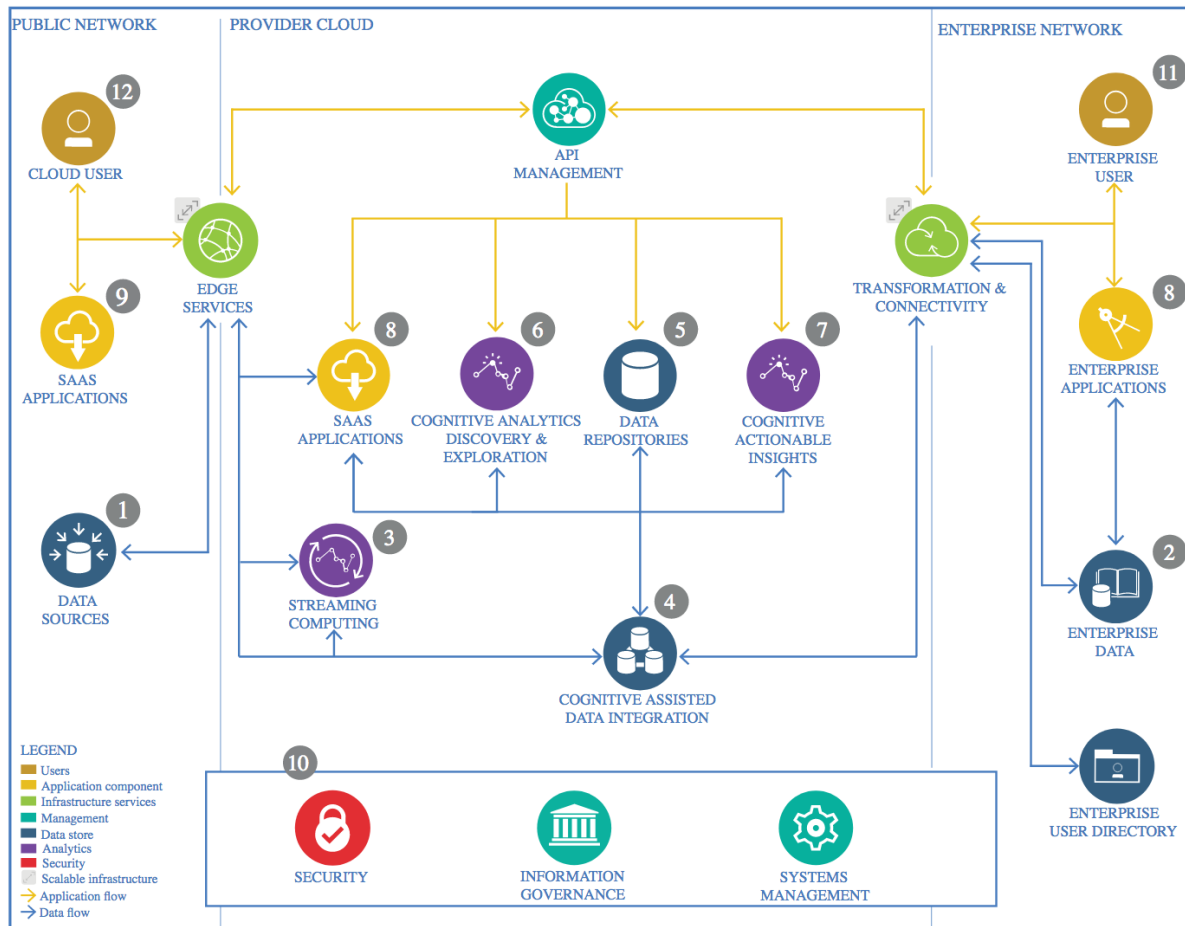 PUBLIC NETWORK
PROVIDER CLOUD
ENTERPRISE NETWORK
12
CLOUD USER
API
MANAGEMENT
11
ENTERPRISE
USER
EDGE
SERVICES
TRANSFORMATION &
CONNECTIVITY
9
SAAS
APPLICATIONS
8
SAAS
APPLICATIONS
6
COGNITIVE ANALYTICS
DISCOVERY &
EXPLORATION
5
DATA
REPOSITORIES
7
COGNITIVE
ACTIONABLE
INSIGHTS
8
ENTERPRISE
APPLICATIONS
1
DATA
SOURCES
3
STREAMING
COMPUTING
4
COGNITIVE ASSISTED
DATA INTEGRATION
2
ENTERPRISE
DATA
ENTERPRISE
USER DIRECTORY
LEGEND
Users
Application component
Infrastructure services
Management
Data store
Analytics
Security
Scalable infrastructure
Application flow
Data flow
10
SECURITY
INFORMATION
GOVERNANCE
SYSTEMS
MANAGEMENT